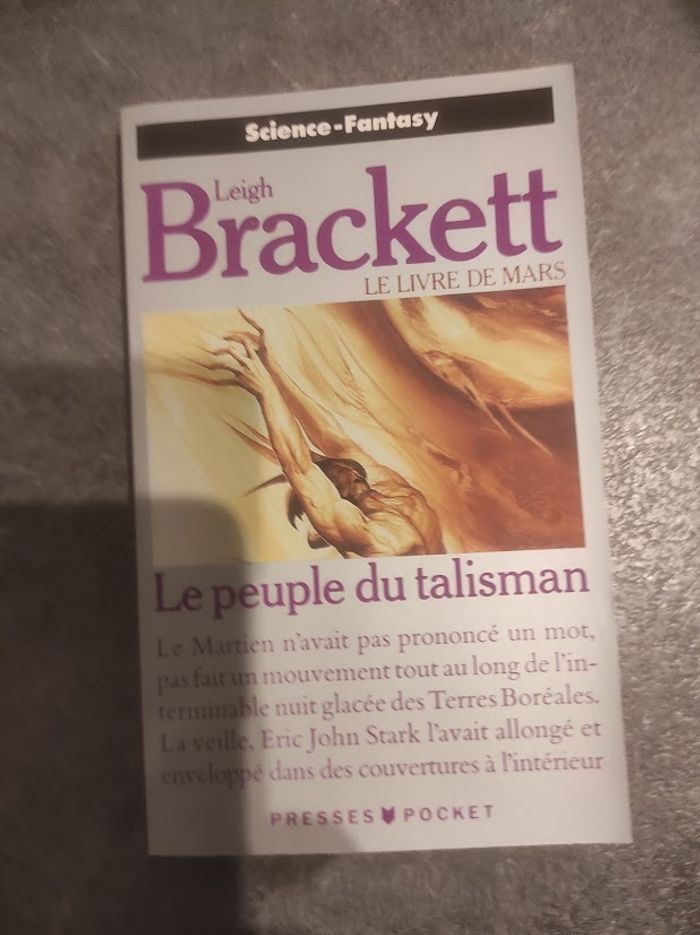 Science-Fantasy
Leigh
Brackett
LE LIVRE DE MARS
Le peuple du talisman
Le Martien n'avait pas prononcé un mot,
pas fait un mouvement tout au long de l'in-
terminable nuit glacée des Terres Boréales.
La veille, Eric John Stark l'avait allongé et
enveloppé dans des couvertures à l'intérieur
PRESSES POCKET